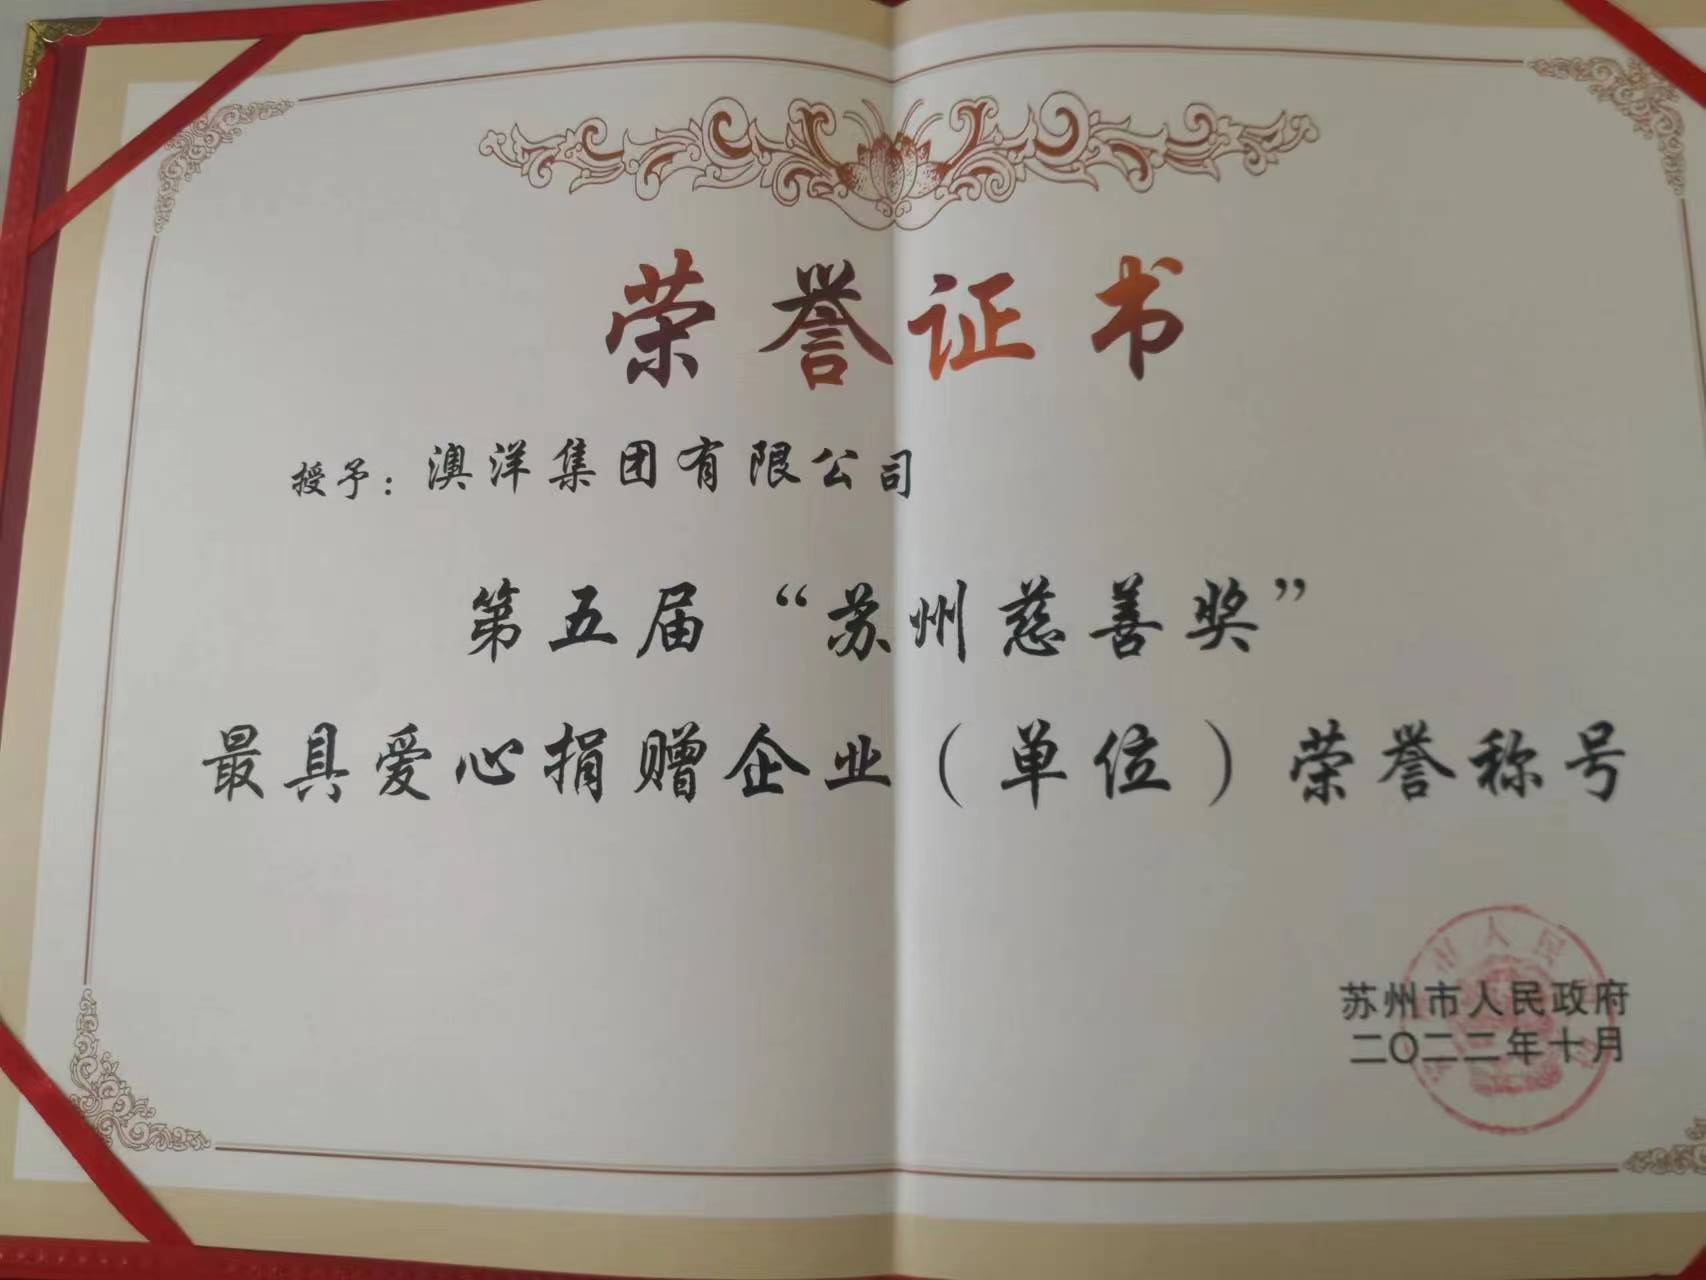 荣誉证书
授予：澳洋集团有限公司
第五届“苏州慈善奖”
最具爱心捐赠企业（单位）荣誉称号
苏州市人民政府
二〇二二年十月